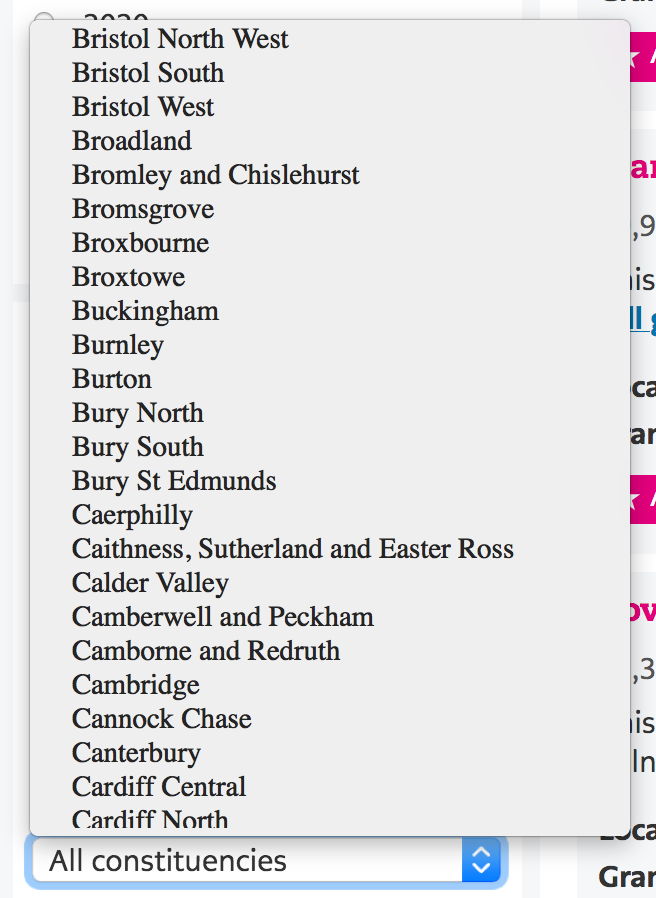 2020
Bristol North West
Bristol South
Bristol West
Broadland
Bromley and Chislehurst
Bromsgrove
Broxbourne
Broxtowe
Buckingham
Burnley
Burton
Bury North
Bury South
Bury St Edmunds
Caerphilly
Caithness, Sutherland and Easter Ross
Calder Valley
Camberwell and Peckham
Camborne and Redruth
Cambridge
Cannock Chase
Canterbury
Cardiff Central
Cardiff North
All constituencies